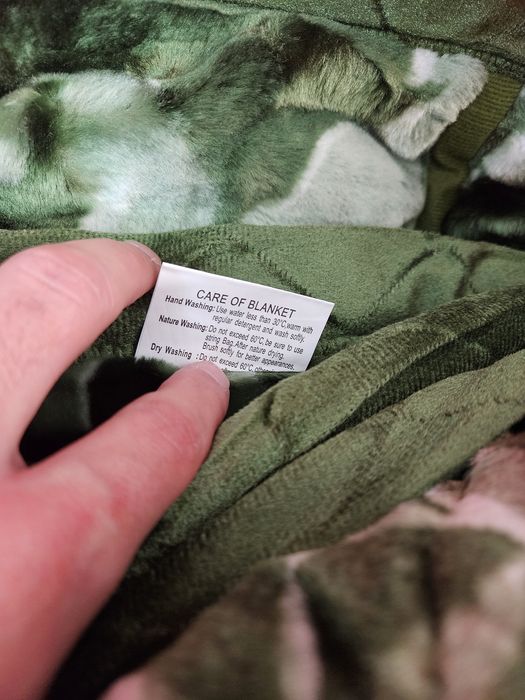 CARE OF BLANKET
Hand Washing: Use water less than 30°C,warm with
regular detergent and wash softly.
Nature Washing: Do not exceed 60°C,be sure to use
string Bag.After nature drying.
Brush softly for better appearances.
Dry Washing :Do not exceed 60°C,